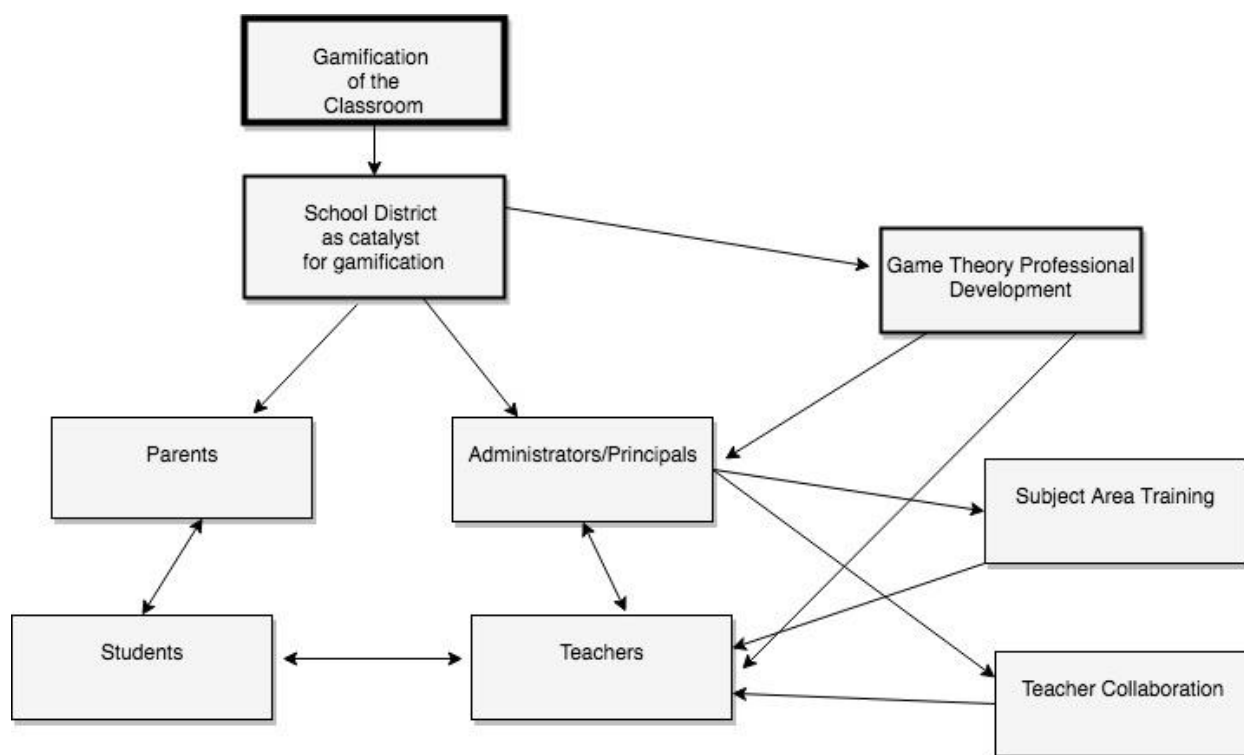 Gamification
of the
Classroom
School District
as catalyst
for gamification
Game Theory Professional
Development
Parents
Administrators/Principals
Subject Area Training
Students
Teachers
Teacher Collaboration